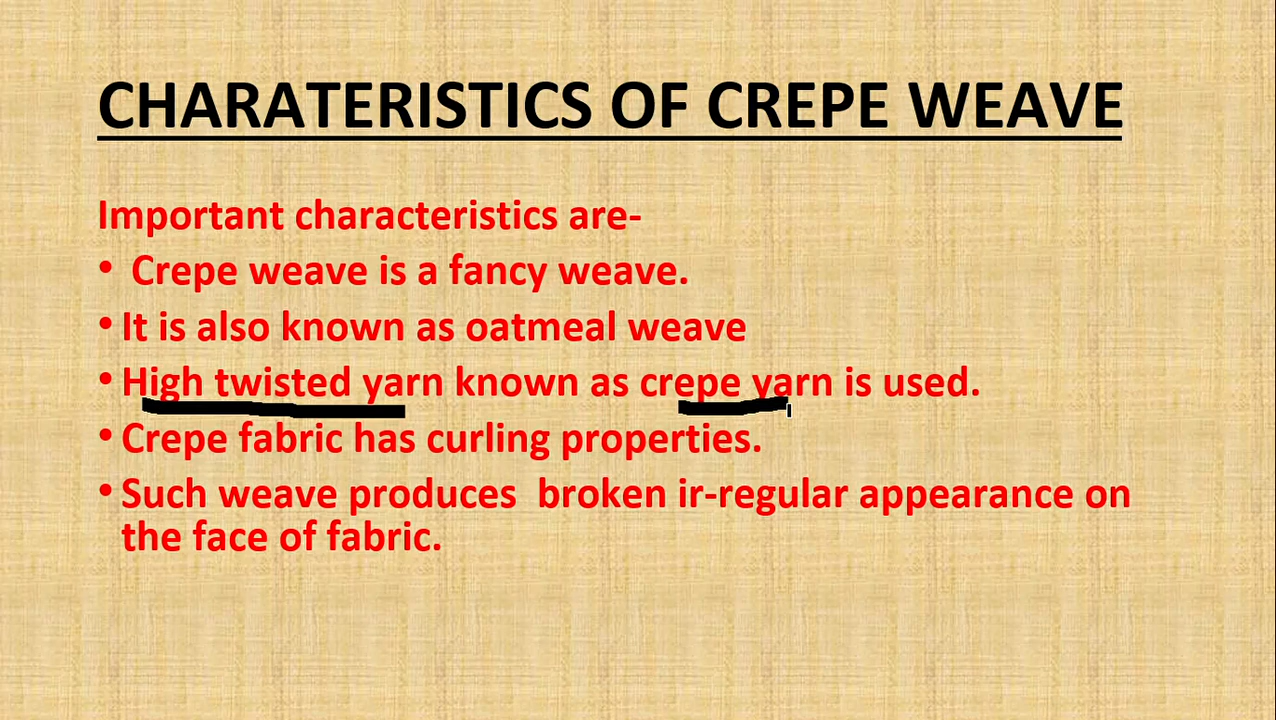 CHARATERISTICS OF CREPE WEAVE
Important characteristics are-
• Crepe weave is a fancy weave.
• It is also known as oatmeal weave
• High twisted yarn known as crepe yarn is used.
• Crepe fabric has curling properties.
• Such weave produces  broken ir-regular appearance on
the face of fabric.